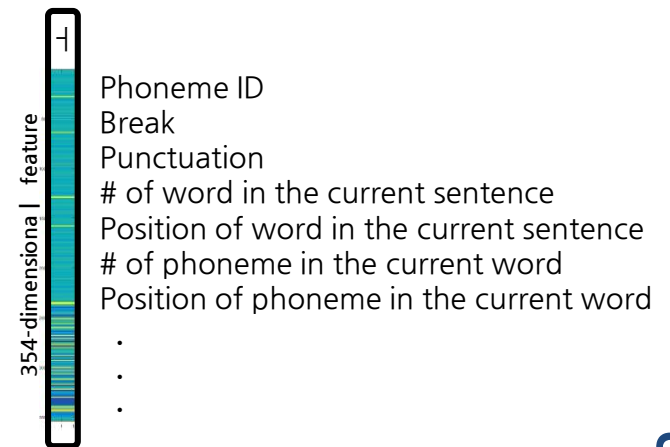 ㅓ
354-dimensional feature
Phoneme ID
Break
Punctuation
# of word in the current sentence
Position of word in the current sentence
# of phoneme in the current word
Position of phoneme in the current word
.
.
.